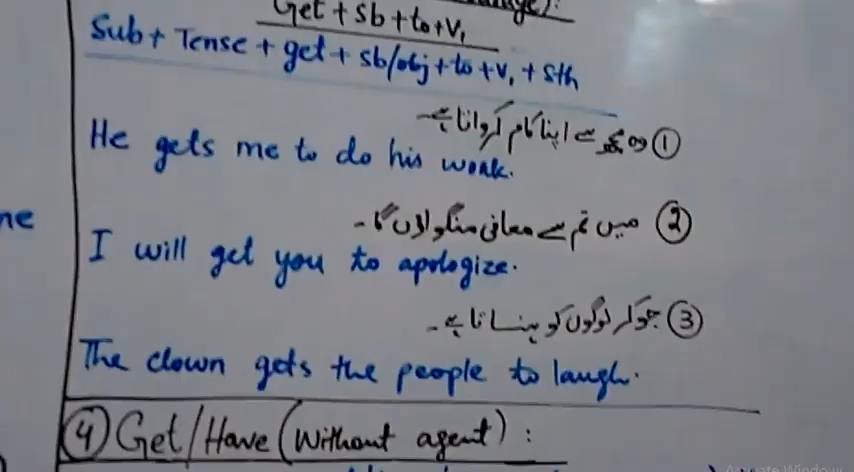 Get + Sb + to + V₁
Sub + Tense + get + sb/obj + to + V₁ + Sth
① وہ مجھ سے اپنا کام کرواتا ہے۔
He gets me to do his work.
② میں تم سے معافی منگواوں گا۔
I will get you to apologize.
③ جوکر لوگوں کو ہنساتا ہے۔
The clown gets the people to laugh.
④ Get/Have (Without agent) :